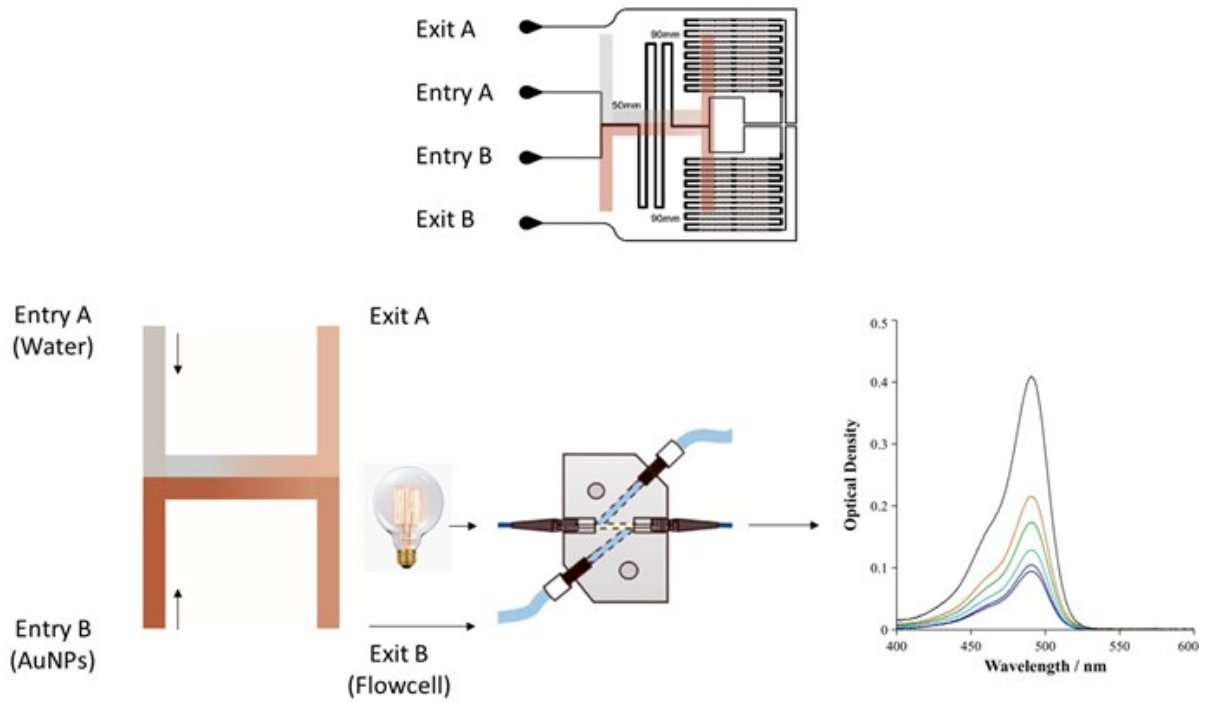 Exit A
Entry A
Entry B
Exit B
90mm
50mm
90mm
Entry A
(Water)
Exit A
Entry B
(AuNPs)
Exit B
(Flowcell)
0.5
0.4
0.3
0.2
0.1
0
Optical Density
400
450
500
550
600
Wavelength / nm